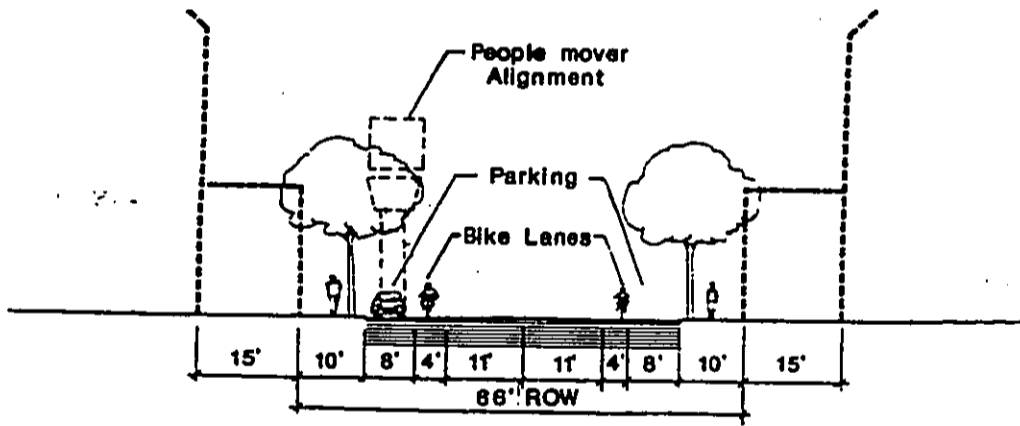 People mover
Alignment
Parking
Bike Lanes
15' 10' 8' 4' 11' 11' 4' 8' 10' 15'
66' ROW